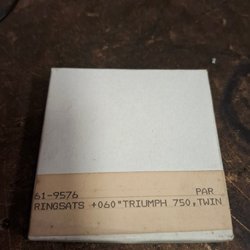 61-9576 PAR
RINGSATS +060"TRIUMPH 750,TWIN